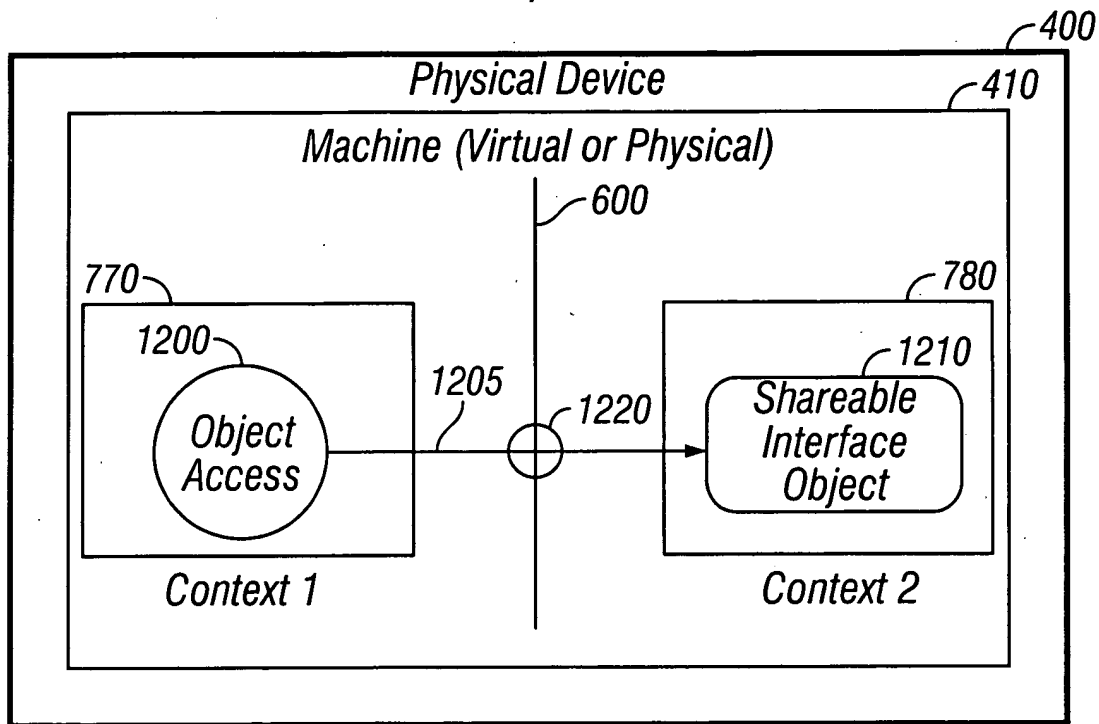 400
Physical Device
410
Machine (Virtual or Physical)
600
770
780
1200
1210
1205
1220
Object
Access
Shareable
Interface
Object
Context 1
Context 2